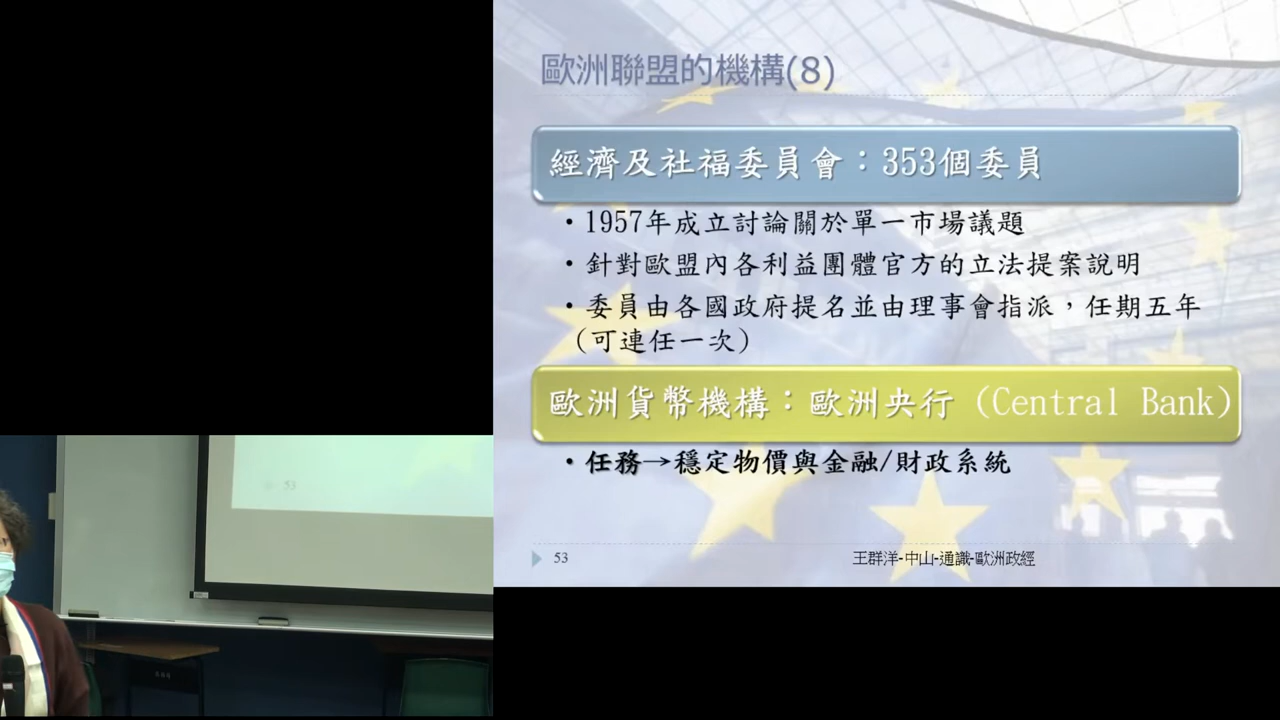 歐洲聯盟的機構(8)
經濟及社福委員會：353個委員
・1957年成立討論關於單一市場議題
・針對歐盟內各利益團體官方的立法提案說明
・委員由各國政府提名並由理事會指派，任期五年
(可連任一次)
歐洲貨幣機構：歐洲央行 (Central Bank)
・任務→穩定物價與金融/財政系統
53
王群洋-中山-通識-歐洲政經
53